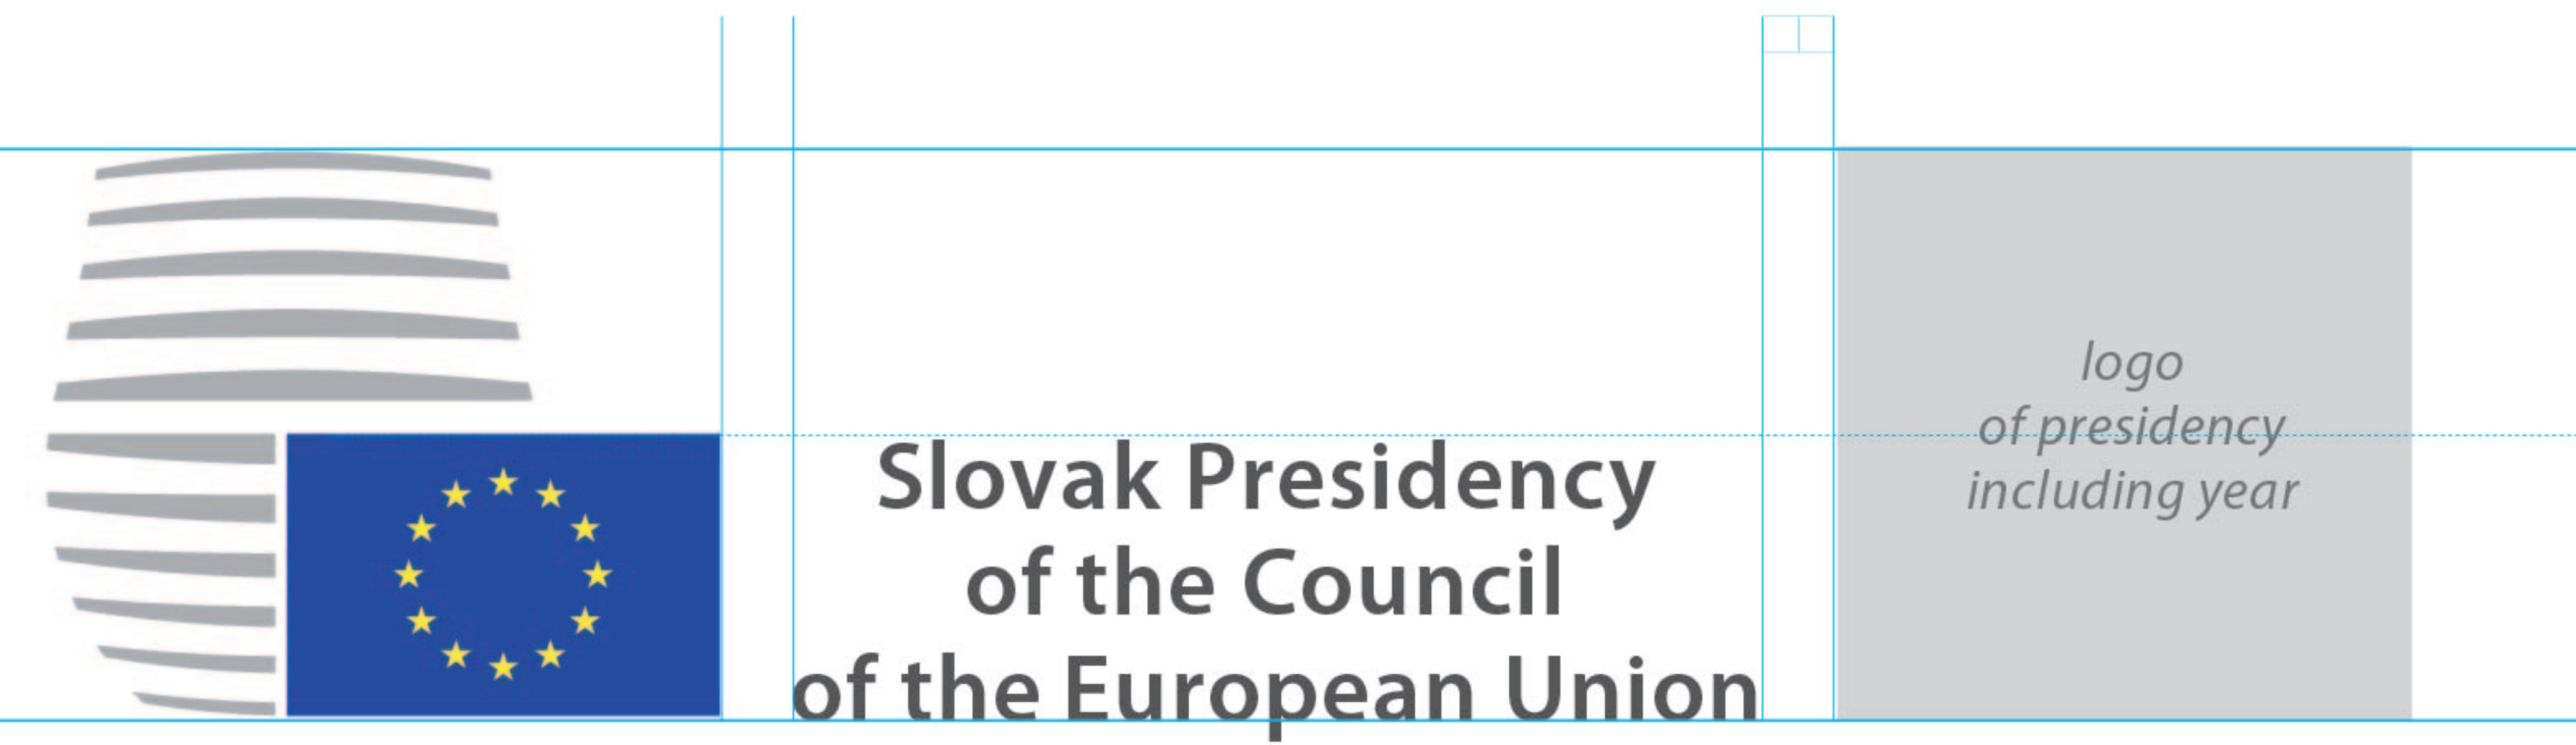 Slovak Presidency
of the Council
of the European Union
logo
of presidency
including year